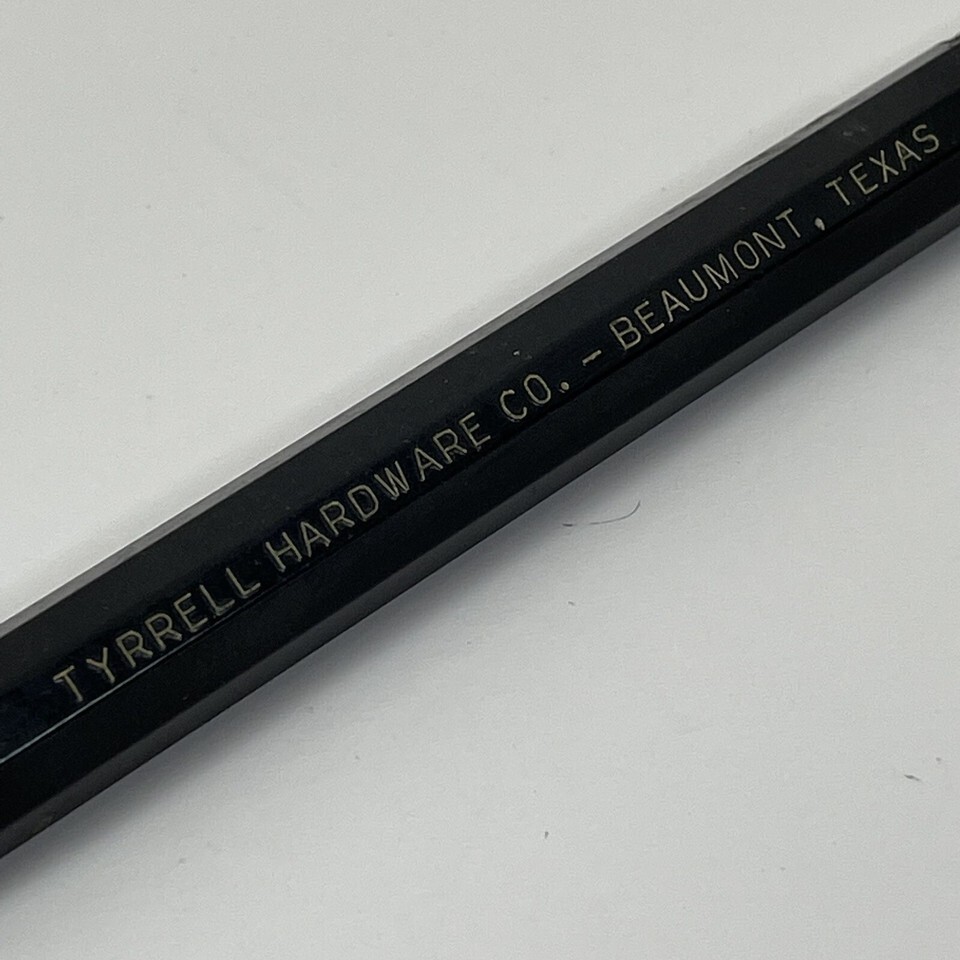 TYRRELL HARDWARE CO. – BEAUMONT, TEXAS